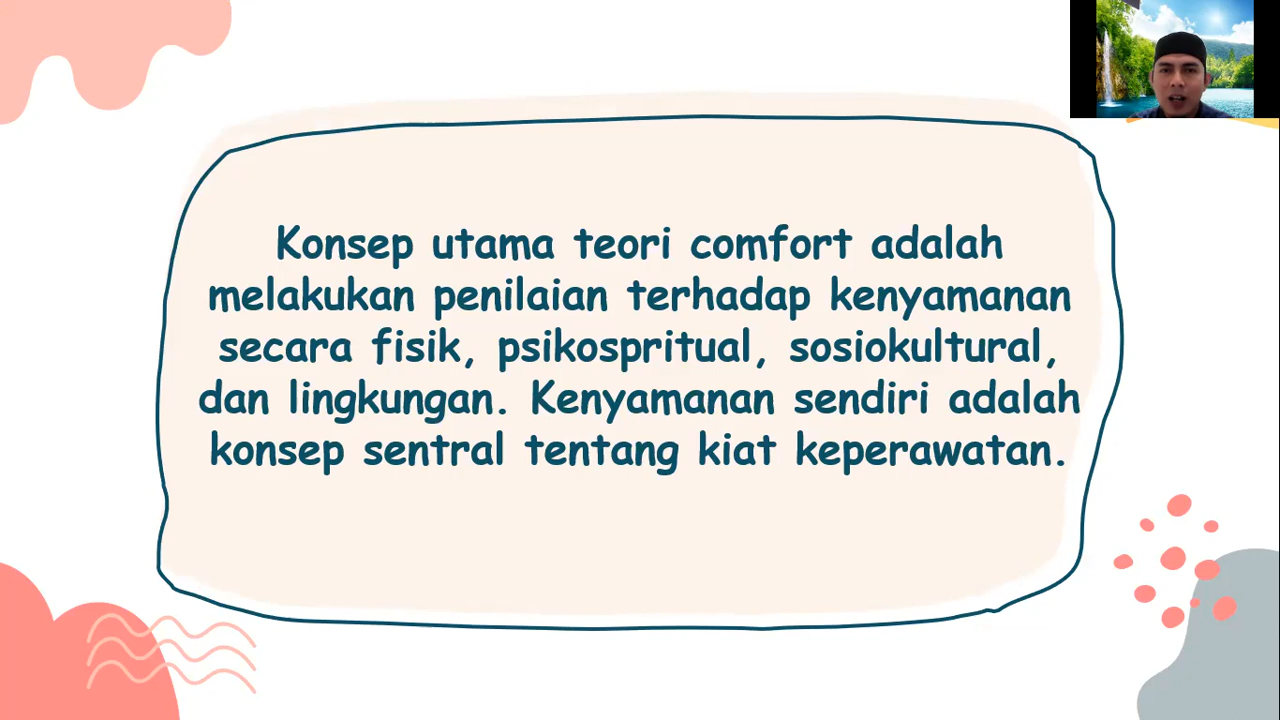 Konsep utama teori comfort adalah
melakukan penilaian terhadap kenyamanan
secara fisik, psikospritual, sosiokultural,
dan lingkungan. Kenyamanan sendiri adalah
konsep sentral tentang kiat keperawatan.